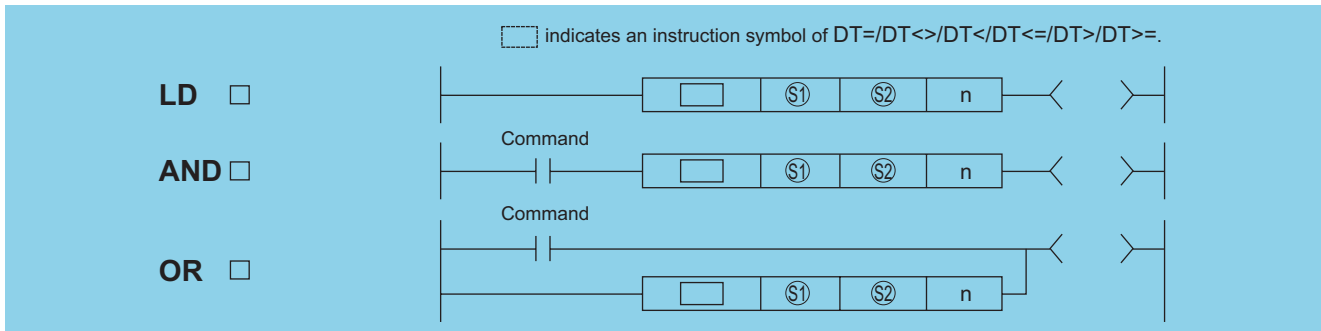 indicates an instruction symbol of DT=/DT<>/DT</DT<=/DT>/DT>=.
LD □ S1 S2 n
Command
AND □ S1 S2 n
Command
OR □
S1 S2 n